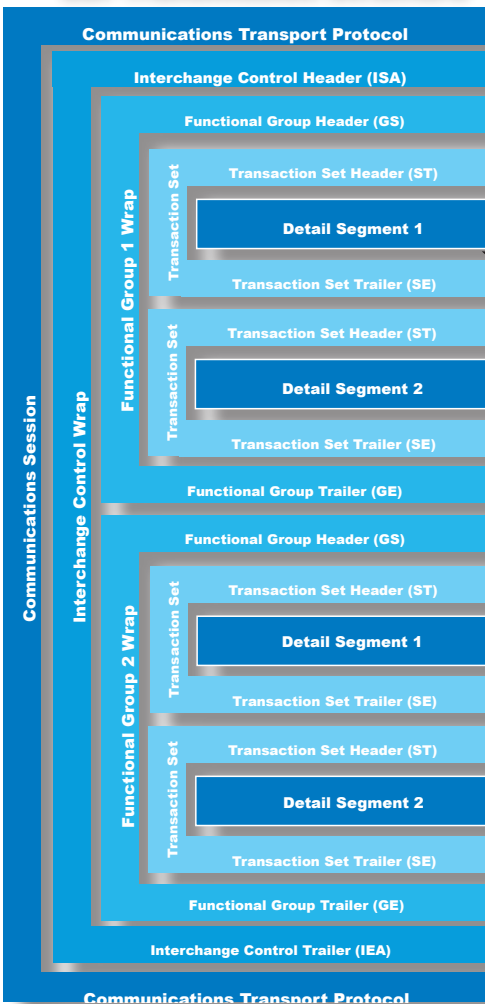 Communications Transport Protocol
Interchange Control Header (ISA)
Functional Group Header (GS)
Transaction Set Header (ST)
Transaction Set
Detail Segment 1
Transaction Set Trailer (SE)
Functional Group 1 Wrap
Transaction Set Header (ST)
Transaction Set
Detail Segment 2
Transaction Set Trailer (SE)
Functional Group Trailer (GE)
Communications Session
Interchange Control Wrap
Functional Group Header (GS)
Transaction Set Header (ST)
Transaction Set
Detail Segment 1
Transaction Set Trailer (SE)
Functional Group 2 Wrap
Transaction Set Header (ST)
Transaction Set
Detail Segment 2
Transaction Set Trailer (SE)
Functional Group Trailer (GE)
Interchange Control Trailer (IEA)
Communications Transport Protocol